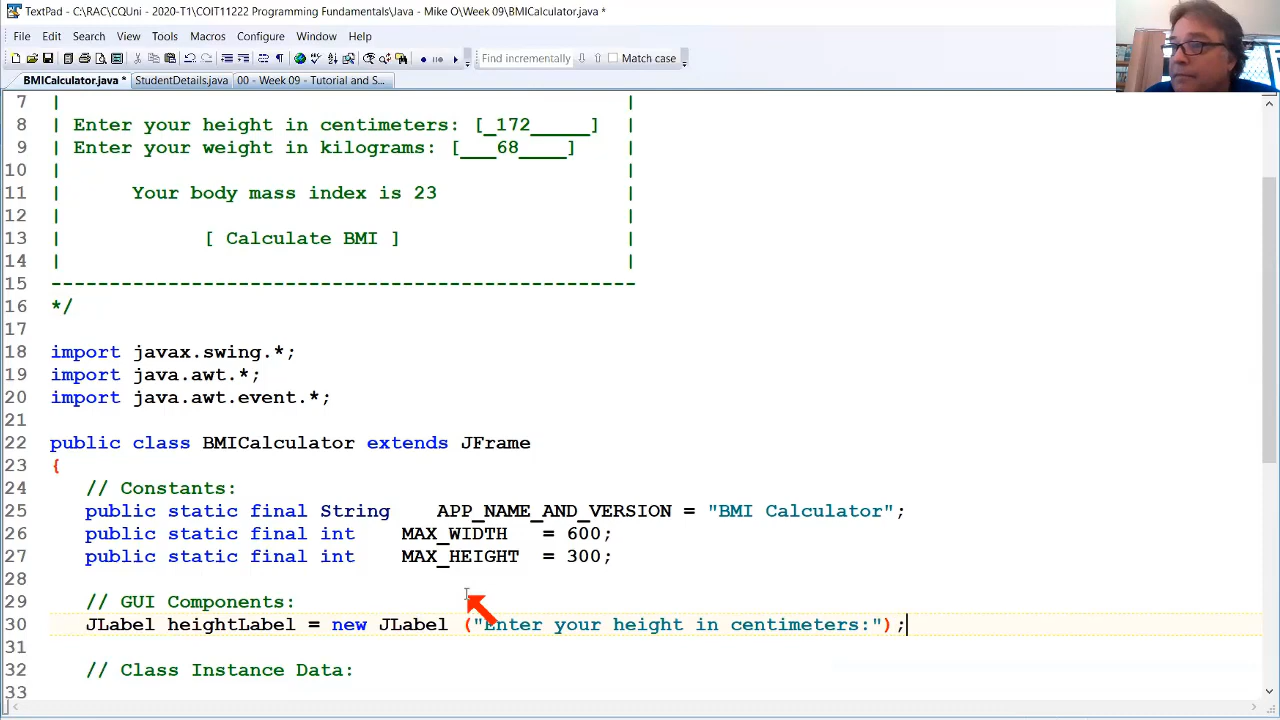 TextPad - C:\RAC\CQUni - 2020-T1\COIT11222 Programming Fundamentals\Java - Mike O\Week 09\BMICalculator.java *
File Edit Search View Tools Macros Configure Window Help
Find incrementally Match case
BMICalculator.java * StudentDetails.java 00 - Week 09 - Tutorial and S...
7 | |
8 | Enter your height in centimeters: [_172_____] |
9 | Enter your weight in kilograms: [___68____] |
10 | |
11 | Your body mass index is 23 |
12 | |
13 | [ Calculate BMI ] |
14 | |
15 --------------------------------------------------
16 */
17
18 import javax.swing.*;
19 import java.awt.*;
20 import java.awt.event.*;
21
22 public class BMICalculator extends JFrame
23 {
24 // Constants:
25 public static final String APP_NAME_AND_VERSION = "BMI Calculator";
26 public static final int MAX_WIDTH = 600;
27 public static final int MAX_HEIGHT = 300;
28
29 // GUI Components:
30 JLabel heightLabel = new JLabel ("Enter your height in centimeters:");
31
32 // Class Instance Data:
33